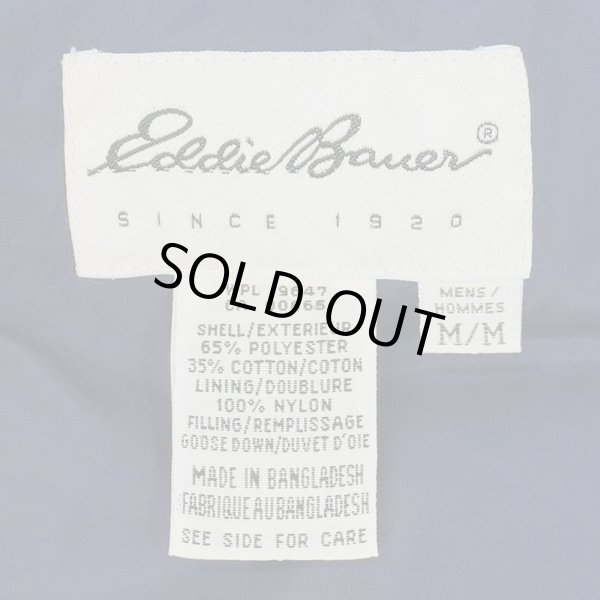 Eddie Bauer ®
SINCE 1920
SOLD OUT
MENS/
HOMMES
M/M
SHELL/EXTERIEUR
65% POLYESTER
35% COTTON/COTON
LINING/DOUBLURE
100% NYLON
FILLING/REMPLISSAGE
GOOSE DOWN/DUVET D'OIE
MADE IN BANGLADESH
FABRIQUE AU BANGLADESH
SEE SIDE FOR CARE